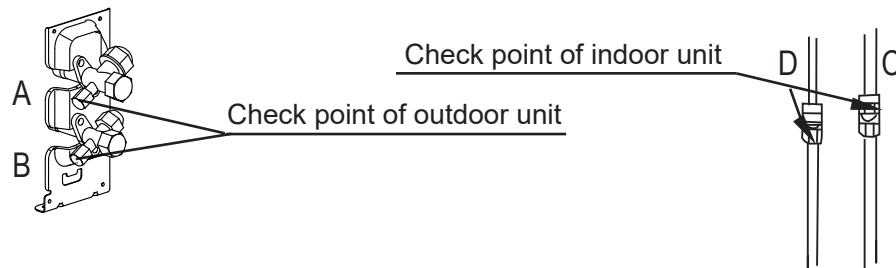 Check point of indoor unit
D
C
A
Check point of outdoor unit
B